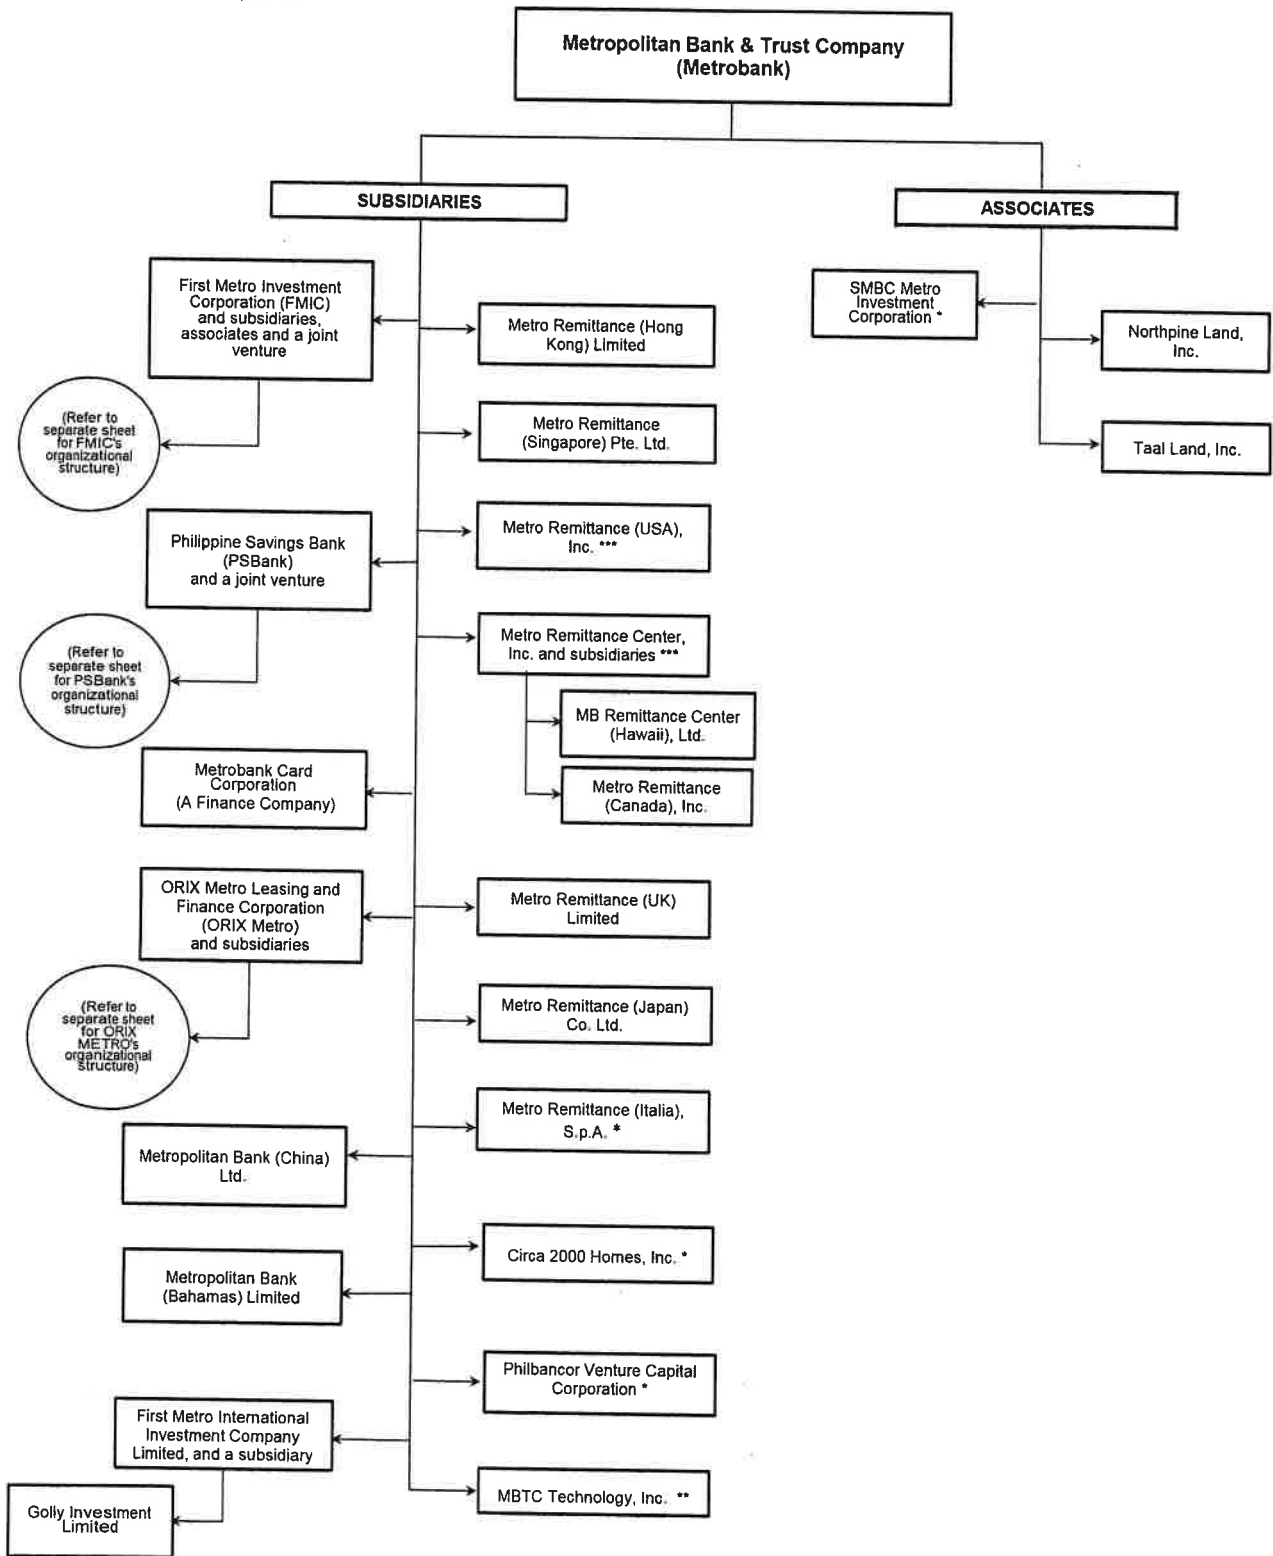 Metropolitan Bank & Trust Company
(Metrobank)
SUBSIDIARIES
ASSOCIATES
First Metro Investment
Corporation (FMIC)
and subsidiaries,
associates and a joint
venture
(Refer to
separate sheet
for FMIC's
organizational
structure)
Philippine Savings Bank
(PSBank)
and a joint venture
(Refer to
separate sheet
for PSBank's
organizational
structure)
Metrobank Card
Corporation
(A Finance Company)
ORIX Metro Leasing and
Finance Corporation
(ORIX Metro)
and subsidiaries
(Refer to
separate sheet
for ORIX
METRO's
organizational
structure)
Metropolitan Bank (China)
Ltd.
Metropolitan Bank
(Bahamas) Limited
First Metro International
Investment Company
Limited, and a subsidiary
Golly Investment
Limited
Metro Remittance (Hong
Kong) Limited
Metro Remittance
(Singapore) Pte. Ltd.
Metro Remittance (USA),
Inc. ***
Metro Remittance Center,
Inc. and subsidiaries ***
MB Remittance Center
(Hawaii), Ltd.
Metro Remittance
(Canada), Inc.
Metro Remittance (UK)
Limited
Metro Remittance (Japan)
Co. Ltd.
Metro Remittance (Italia),
S.p.A. *
Circa 2000 Homes, Inc. *
Philbancor Venture Capital
Corporation *
MBTC Technology, Inc. **
SMBC Metro
Investment
Corporation *
Northpine Land,
Inc.
Taal Land, Inc.